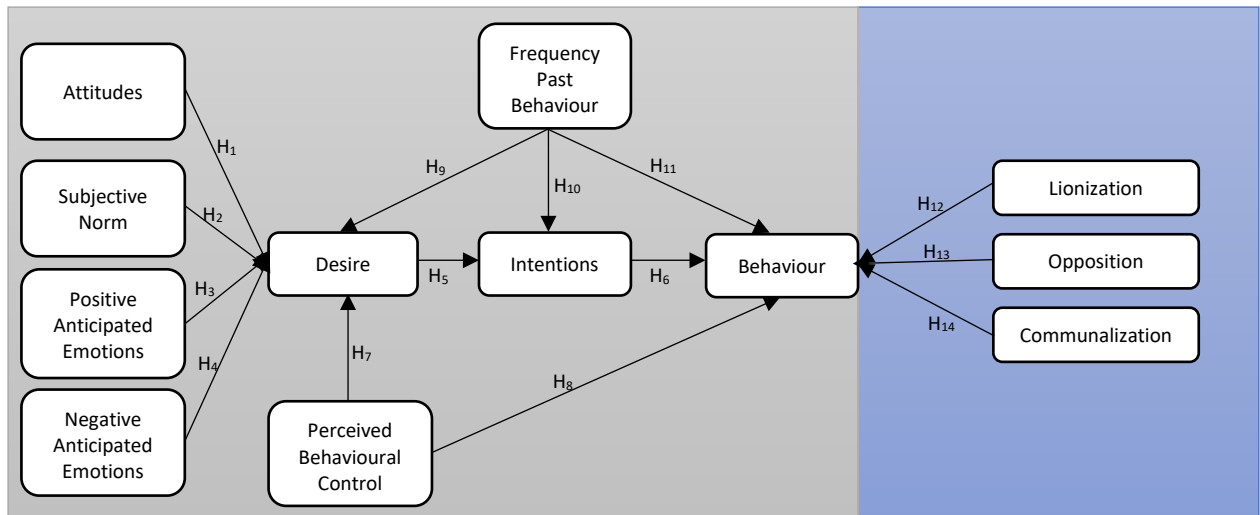 Attitudes
Subjective
Norm
Positive
Anticipated
Emotions
Negative
Anticipated
Emotions
H₁
H₂
H₃
H₄
Frequency
Past
Behaviour
H₉
H₁₀
H₁₁
Desire
H₅
Intentions
H₆
Behaviour
H₇
H₈
Perceived
Behavioural
Control
H₁₂
H₁₃
H₁₄
Lionization
Opposition
Communalization